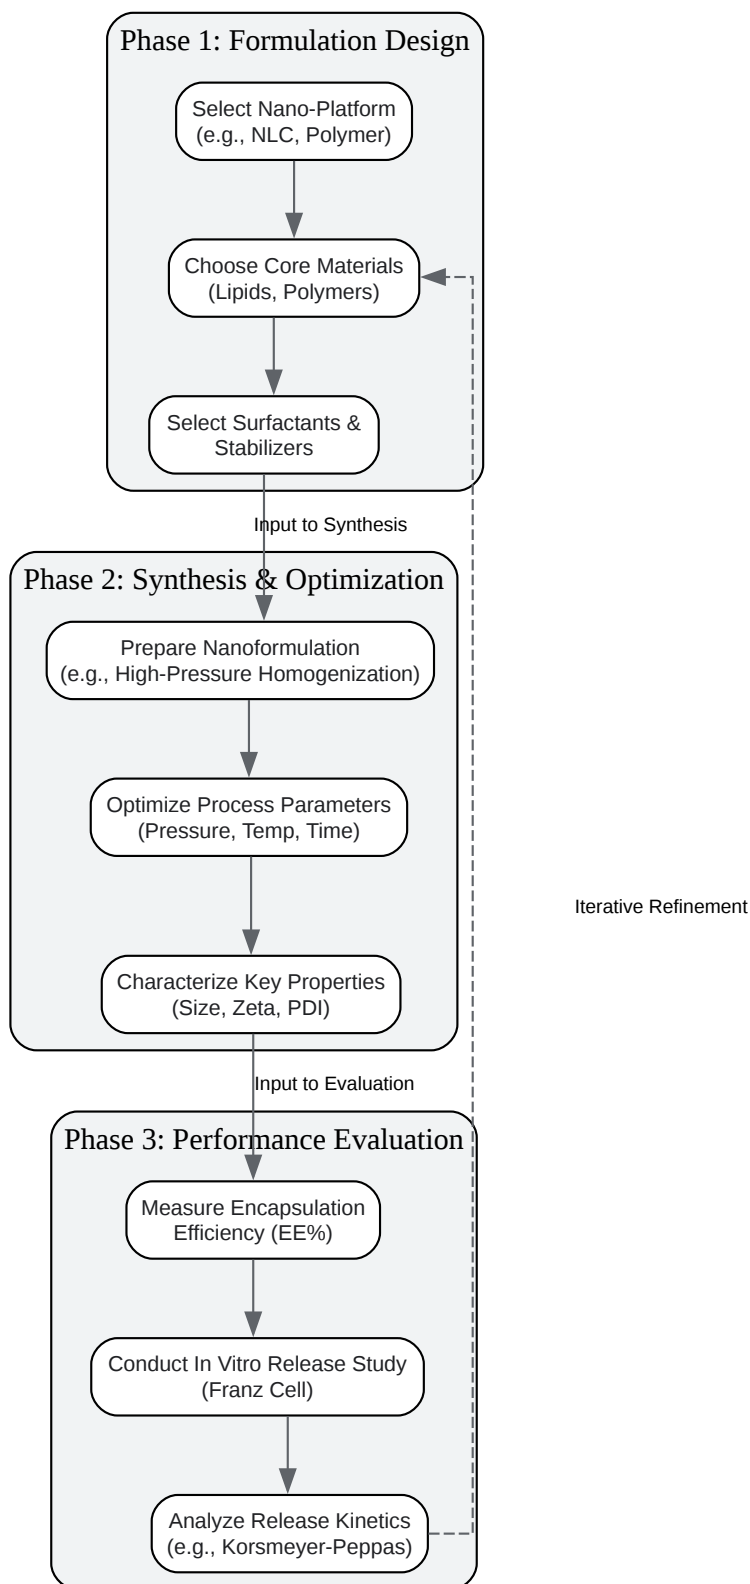 Phase 1: Formulation Design
Select Nano-Platform
(e.g., NLC, Polymer)
Choose Core Materials
(Lipids, Polymers)
Select Surfactants &
Stabilizers
Input to Synthesis
Phase 2: Synthesis & Optimization
Prepare Nanoformulation
(e.g., High-Pressure Homogenization)
Optimize Process Parameters
(Pressure, Temp, Time)
Iterative Refinement
Characterize Key Properties
(Size, Zeta, PDI)
Input to Evaluation
Phase 3: Performance Evaluation
Measure Encapsulation
Efficiency (EE%)
Conduct In Vitro Release Study
(Franz Cell)
Analyze Release Kinetics
(e.g., Korsmeyer-Peppas)